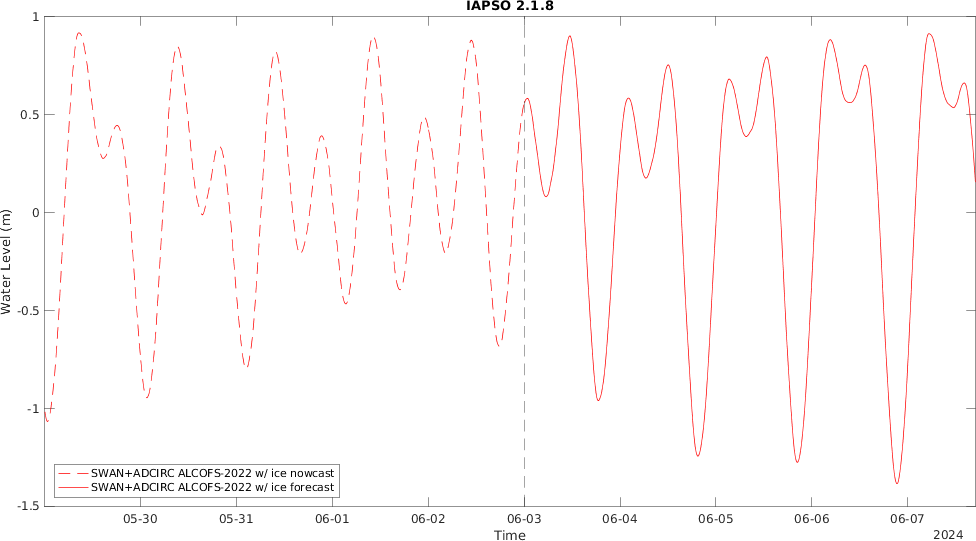 IAPSO 2.1.8
1
0.5
0
-0.5
-1
-1.5
Water Level (m)
SWAN+ADCIRC ALCOFS-2022 w/ ice nowcast
SWAN+ADCIRC ALCOFS-2022 w/ ice forecast
05-30 05-31 06-01 06-02 06-03 06-04 06-05 06-06 06-07
Time
2024